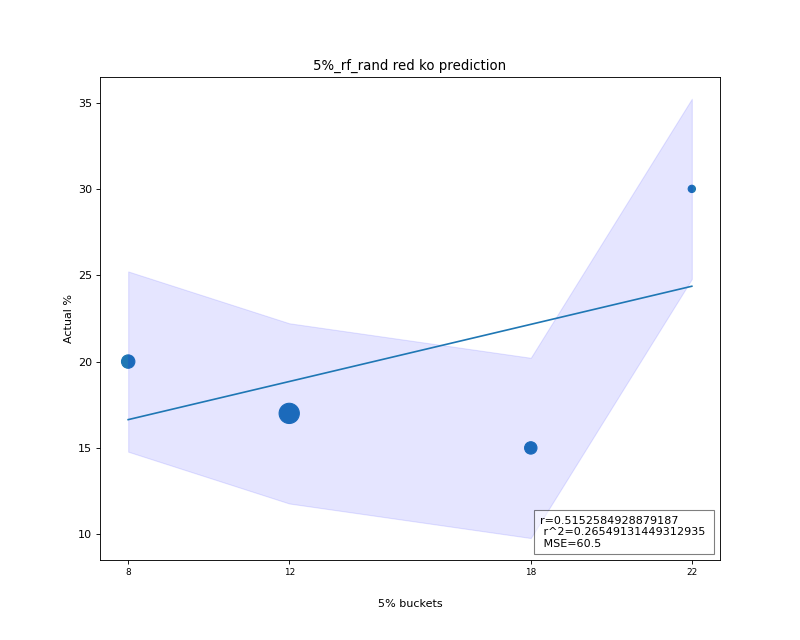 5%_rf_rand red ko prediction
35
30
25
20
15
10
Actual %
r=0.5152584928879187
r^2=0.26549131449312935
MSE=60.5
8
12
18
22
5% buckets